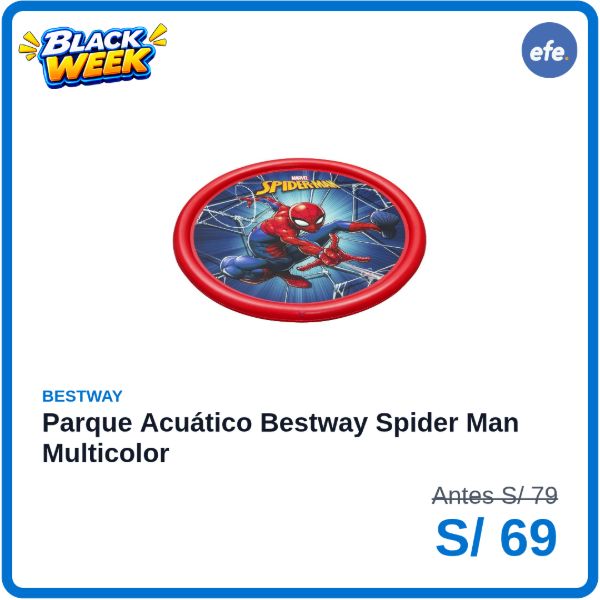 BLACK
WEEK
efe.
MARVEL
SPIDER-MAN
BESTWAY
Parque Acuático Bestway Spider Man
Multicolor
Antes S/ 79
S/ 69